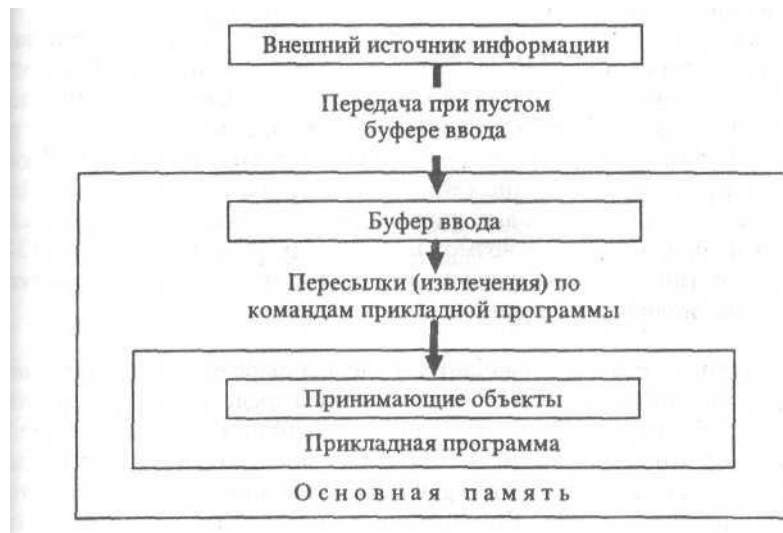 Внешний источник информации
Передача при пустом
буфере ввода
Буфер ввода
Пересылки (извлечения) по
командам прикладной программы
Принимающие объекты
Прикладная программа
Основная память